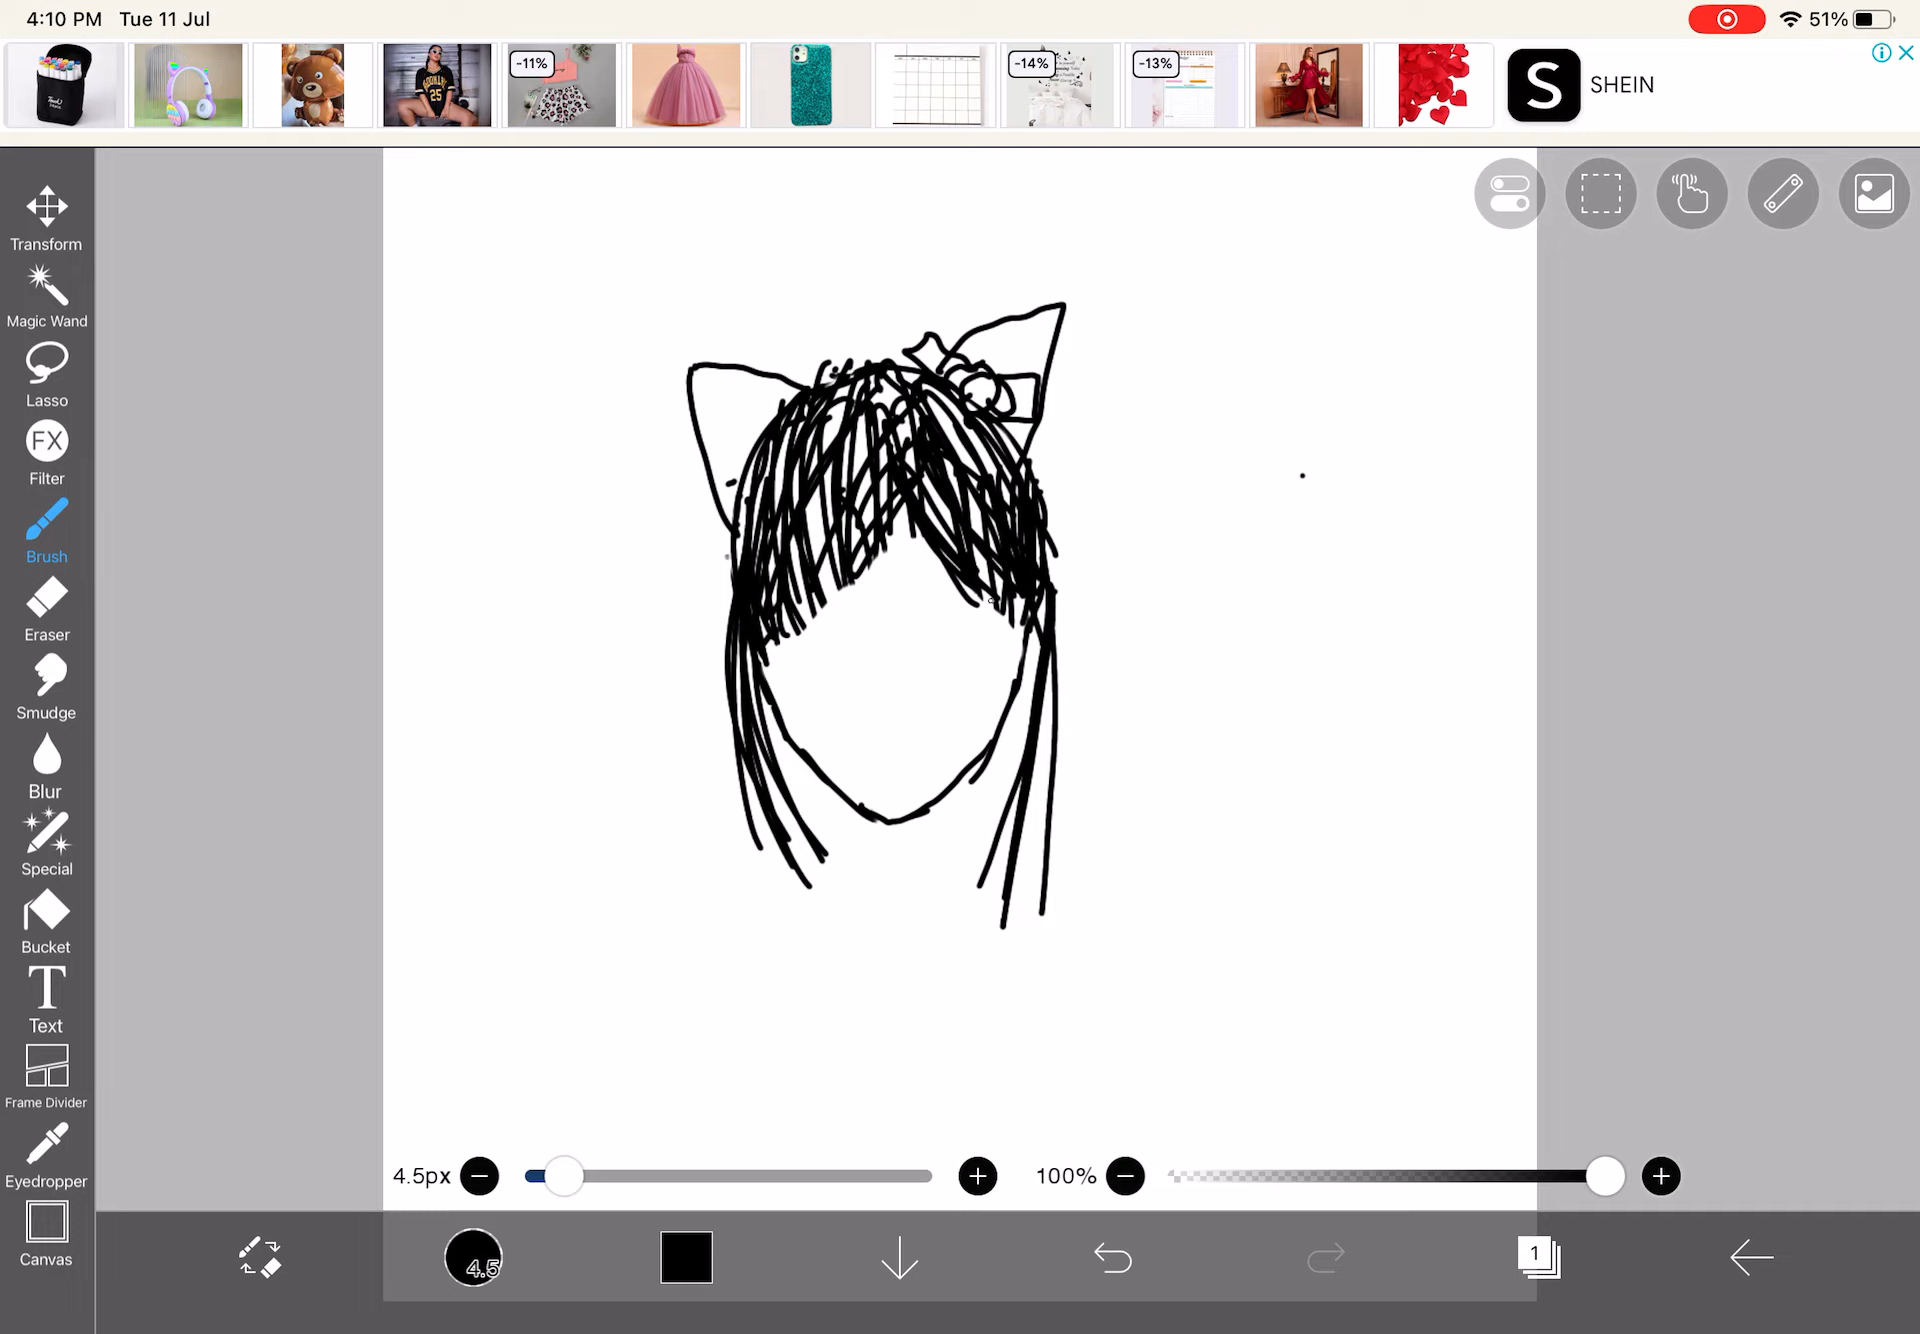 4:10 PM Tue 11 Jul
51%
-11%
-14%
-13%
S
SHEIN
Transform
Magic Wand
Lasso
FX
Filter
Brush
Eraser
Smudge
Blur
Special
Bucket
T
Text
Frame Divider
Eyedropper
Canvas
4.5px
100%
4.5
1